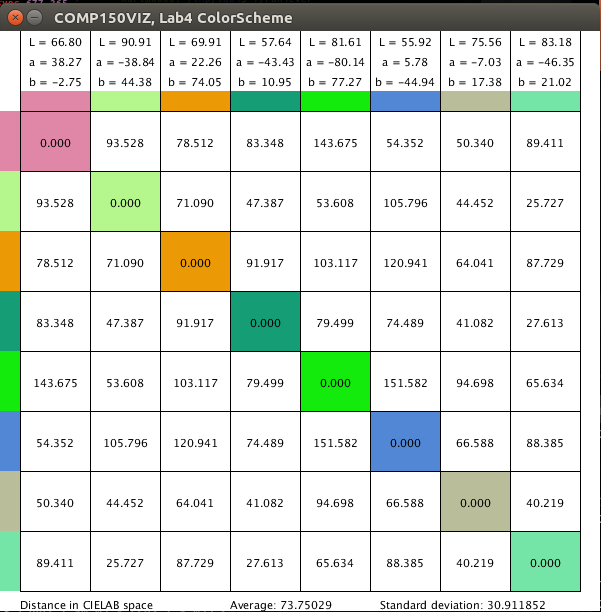 COMP150VIZ, Lab4 ColorScheme
L = 66.80 L = 90.91 L = 69.91 L = 57.64 L = 81.61 L = 55.92 L = 75.56 L = 83.18
a = 38.27 a = -38.84 a = 22.26 a = -43.43 a = -80.14 a = 5.78 a = -7.03 a = -46.35
b = -2.75 b = 44.38 b = 74.05 b = 10.95 b = 77.27 b = -44.94 b = 17.38 b = 21.02
0.000 93.528 78.512 83.348 143.675 54.352 50.340 89.411
93.528 0.000 71.090 47.387 53.608 105.796 44.452 25.727
78.512 71.090 0.000 91.917 103.117 120.941 64.041 87.729
83.348 47.387 91.917 0.000 79.499 74.489 41.082 27.613
143.675 53.608 103.117 79.499 0.000 151.582 94.698 65.634
54.352 105.796 120.941 74.489 151.582 0.000 66.588 88.385
50.340 44.452 64.041 41.082 94.698 66.588 0.000 40.219
89.411 25.727 87.729 27.613 65.634 88.385 40.219 0.000
Distance in CIELAB space Average: 73.75029 Standard deviation: 30.911852